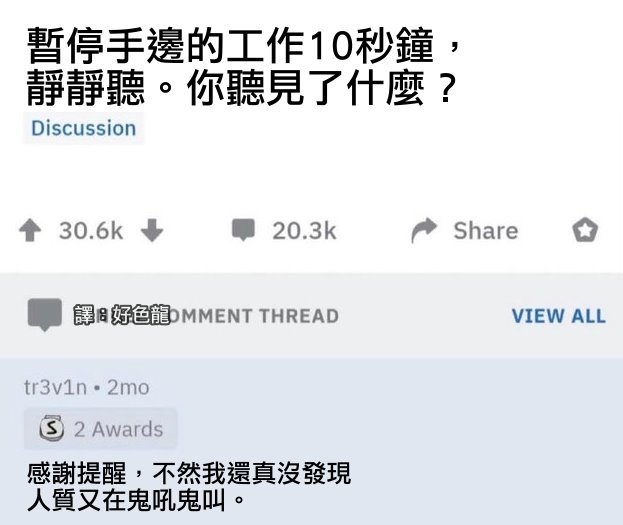 暫停手邊的工作10秒鐘，
靜靜聽。你聽見了什麼？
Discussion
30.6k
20.3k
Share
譯：好色龍OMMENT THREAD
VIEW ALL
tr3v1n • 2mo
S 2 Awards
感謝提醒，不然我還真沒發現
人質又在鬼吼鬼叫。